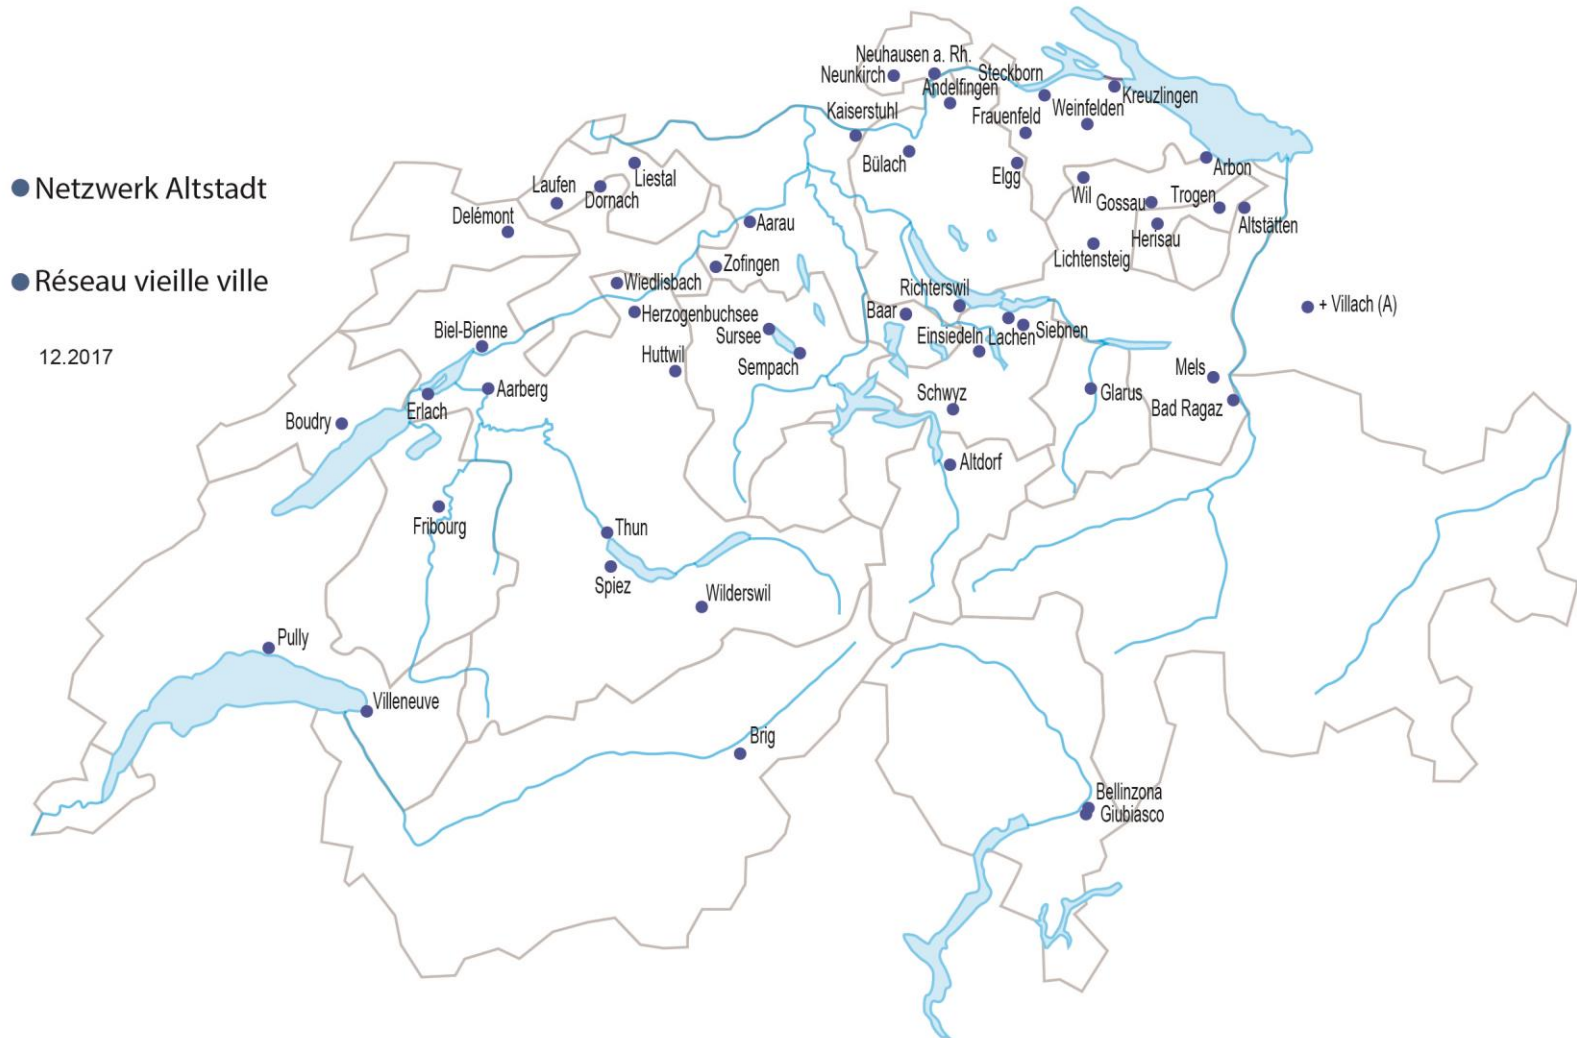 Netzwerk Altstadt
Réseau vieille ville
12.2017
Neuhausen a. Rh.
Neunkirch
Steckborn
Andelfingen
Kreuzlingen
Kaiserstuhl
Frauenfeld
Weinfelden
Bülach
Elgg
Arbon
Liestal
Laufen
Dornach
Wil
Gossau
Trogen
Delémont
Aarau
Herisau
Altstätten
Lichtensteig
Zofingen
Wiedlisbach
Richterswil
Baar
+ Villach (A)
Herzogenbuchsee
Biel-Bienne
Sursee
Einsiedeln
Lachen
Siebnen
Huttwil
Sempach
Mels
Aarberg
Schwyz
Glarus
Erlach
Bad Ragaz
Boudry
Altdorf
Fribourg
Thun
Spiez
Wilderswil
Pully
Villeneuve
Brig
Bellinzona
Giubiasco